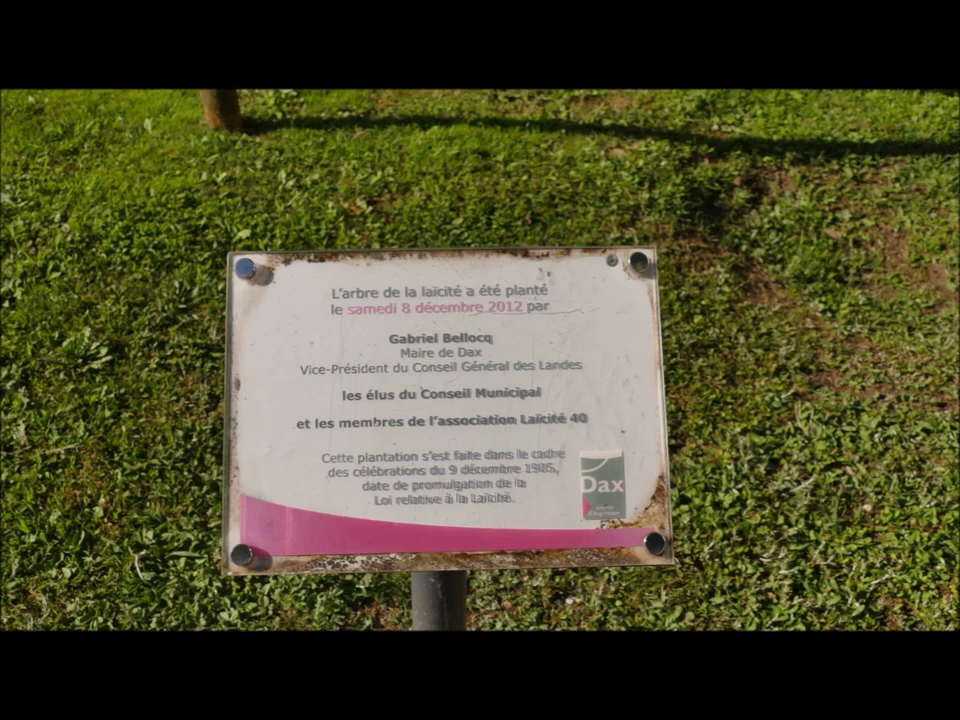 L'arbre de la laïcité a été planté
le samedi 8 décembre 2012 par
Gabriel Bellocq
Maire de Dax
Vice-Président du Conseil Général des Landes
les élus du Conseil Municipal
et les membres de l'association Laïcité 40
Cette plantation s'est faite dans le cadre
des célébrations du 9 décembre 1905,
date de promulgation de la
Loi relative à la Laïcité.
Dax